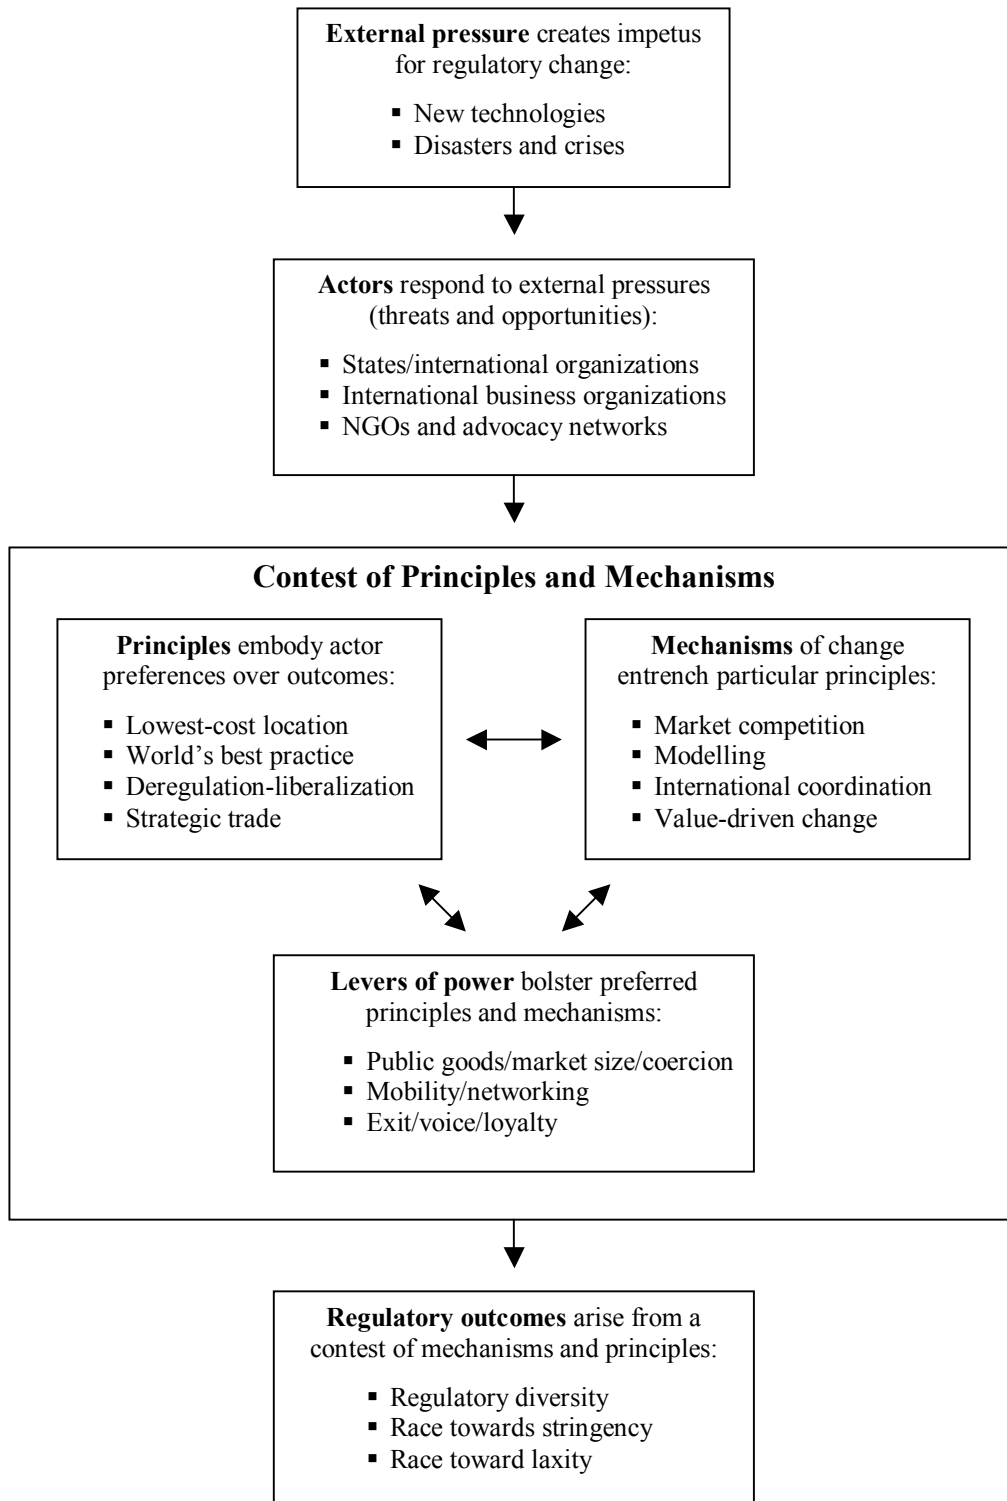 External pressure creates impetus
for regulatory change:
▪ New technologies
▪ Disasters and crises
Actors respond to external pressures
(threats and opportunities):
▪ States/international organizations
▪ International business organizations
▪ NGOs and advocacy networks
Contest of Principles and Mechanisms
Principles embody actor
preferences over outcomes:
▪ Lowest-cost location
▪ World’s best practice
▪ Deregulation-liberalization
▪ Strategic trade
Mechanisms of change
entrench particular principles:
▪ Market competition
▪ Modelling
▪ International coordination
▪ Value-driven change
Levers of power bolster preferred
principles and mechanisms:
▪ Public goods/market size/coercion
▪ Mobility/networking
▪ Exit/voice/loyalty
Regulatory outcomes arise from a
contest of mechanisms and principles:
▪ Regulatory diversity
▪ Race towards stringency
▪ Race toward laxity